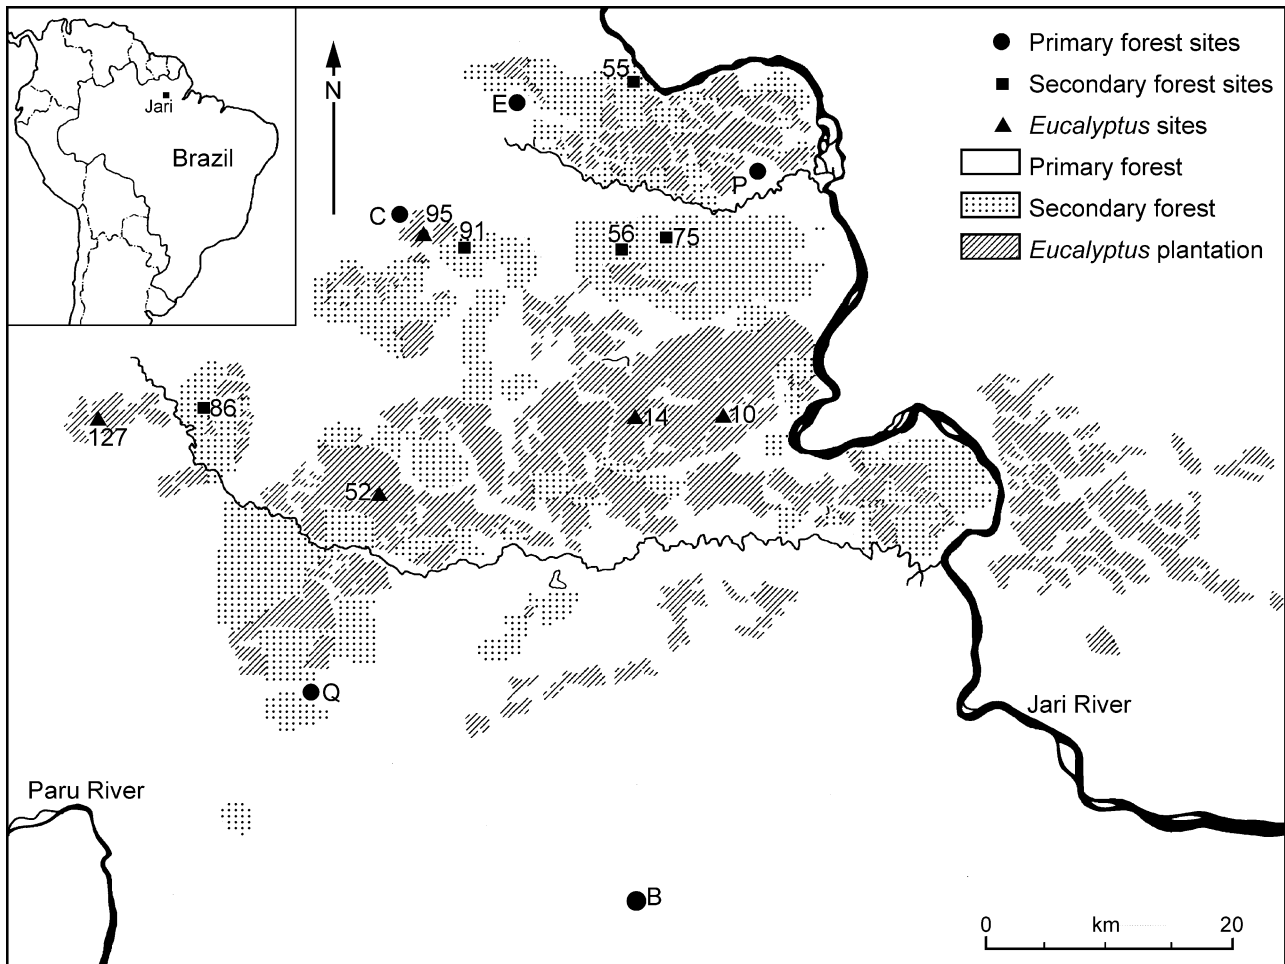 Jari
Brazil
N
Primary forest sites
Secondary forest sites
Eucalyptus sites
Primary forest
Secondary forest
Eucalyptus plantation
55
E
P
C
95
91
56
75
86
127
14
10
52
Q
Jari River
Paru River
B
0 km 20